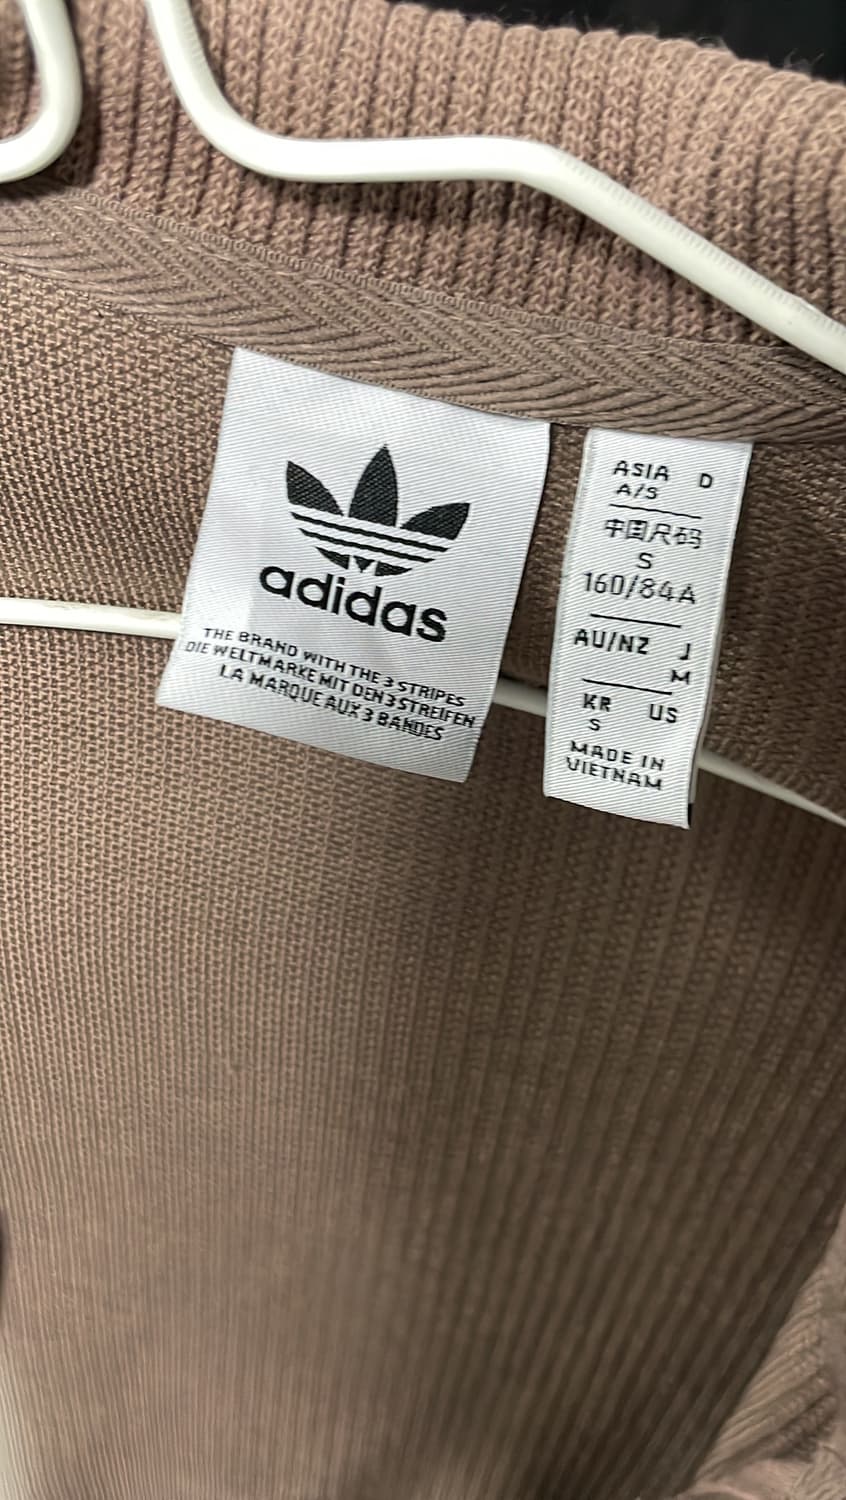 adidas
THE BRAND WITH THE 3 STRIPES
DIE WELTMARKE MIT DEN 3 STREIFEN
LA MARQUE AUX 3 BANDES
ASIA D
A/S
中国尺码
S
160/84A
AU/NZ J
M
KR US
S
MADE IN
VIETNAM